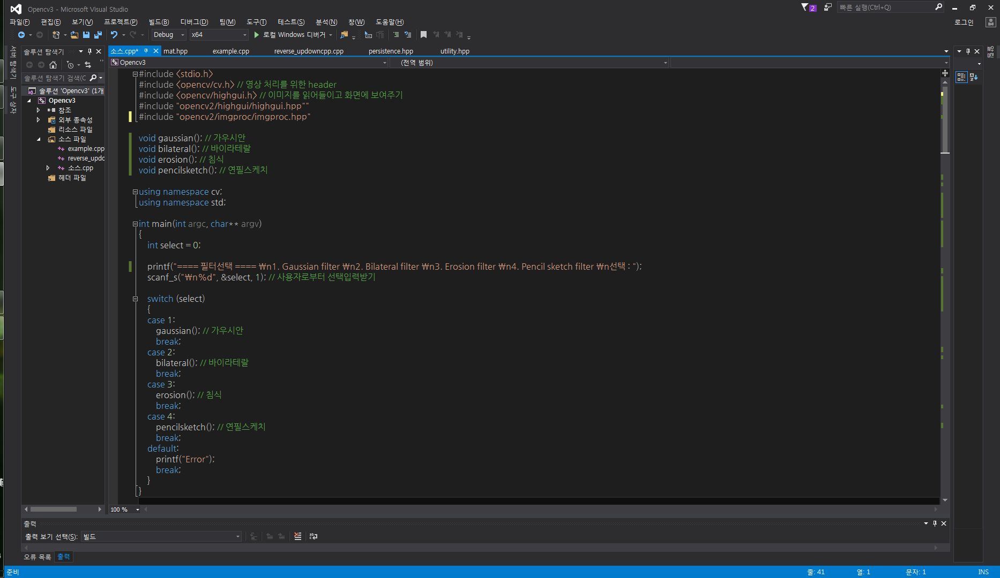 Opencv3 - Microsoft Visual Studio
2
빠른 실행(Ctrl+Q)
파일(F) 편집(E) 보기(V) 프로젝트(P) 빌드(B) 디버그(D) 팀(M) 도구(T) 테스트(S) 분석(N) 창(W) 도움말(H)
로그인
Debug x64 로컬 Windows 디버거
서버 탐색기
도구 상자
솔루션 탐색기
솔루션 탐색기 검색(C
솔루션 'Opencv3' (1개
Opencv3
참조
외부 종속성
리소스 파일
소스 파일
example.cpp
reverse_updo
소스.cpp
헤더 파일
소스.cpp* mat.hpp example.cpp reverse_updowncpp.cpp persistence.hpp utility.hpp
Opencv3 (전역 범위)
#include <stdio.h>
#include <opencv/cv.h> // 영상 처리를 위한 header
#include <opencv/highgui.h> // 이미지를 읽어들이고 화면에 보여주기
#include "opencv2/highgui/highgui.hpp""
#include "opencv2/imgproc/imgproc.hpp"
void gaussian(); // 가우시안
void bilateral(); // 바이라테랄
void erosion(); // 침식
void pencilsketch(); // 연필스케치
using namespace cv;
using namespace std;
int main(int argc, char** argv)
{
int select = 0;
printf("==== 필터선택 ==== ₩n1. Gaussian filter ₩n2. Bilateral filter ₩n3. Erosion filter ₩n4. Pencil sketch filter ₩n선택 : ");
scanf_s("₩n%d", &select, 1); // 사용자로부터 선택입력받기
switch (select)
{
case 1:
gaussian(); // 가우시안
break;
case 2:
bilateral(); // 바이라테랄
break;
case 3:
erosion(); // 침식
break;
case 4:
pencilsketch(); // 연필스케치
break;
default:
printf("Error");
break;
}
}
100 %
알림
출력
출력 보기 선택(S): 빌드
오류 목록 출력
준비 줄: 41 열: 1 문자: 1 INS